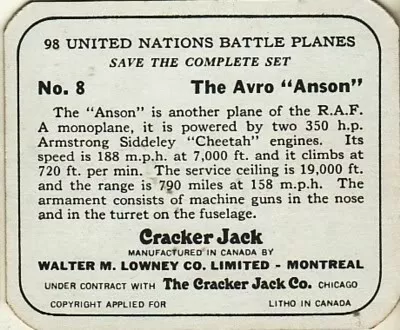 98 UNITED NATIONS BATTLE PLANES
SAVE THE COMPLETE SET
No. 8 The Avro "Anson"
The "Anson" is another plane of the R.A.F.
A monoplane, it is powered by two 350 h.p.
Armstrong Siddeley "Cheetah" engines. Its
speed is 188 m.p.h. at 7,000 ft. and it climbs at
720 ft. per min. The service ceiling is 19,000 ft.
and the range is 790 miles at 158 m.p.h. The
armament consists of machine guns in the nose
and in the turret on the fuselage.
Cracker Jack
MANUFACTURED IN CANADA BY
WALTER M. LOWNEY CO. LIMITED - MONTREAL
UNDER CONTRACT WITH The Cracker Jack Co. CHICAGO
COPYRIGHT APPLIED FOR LITHO IN CANADA